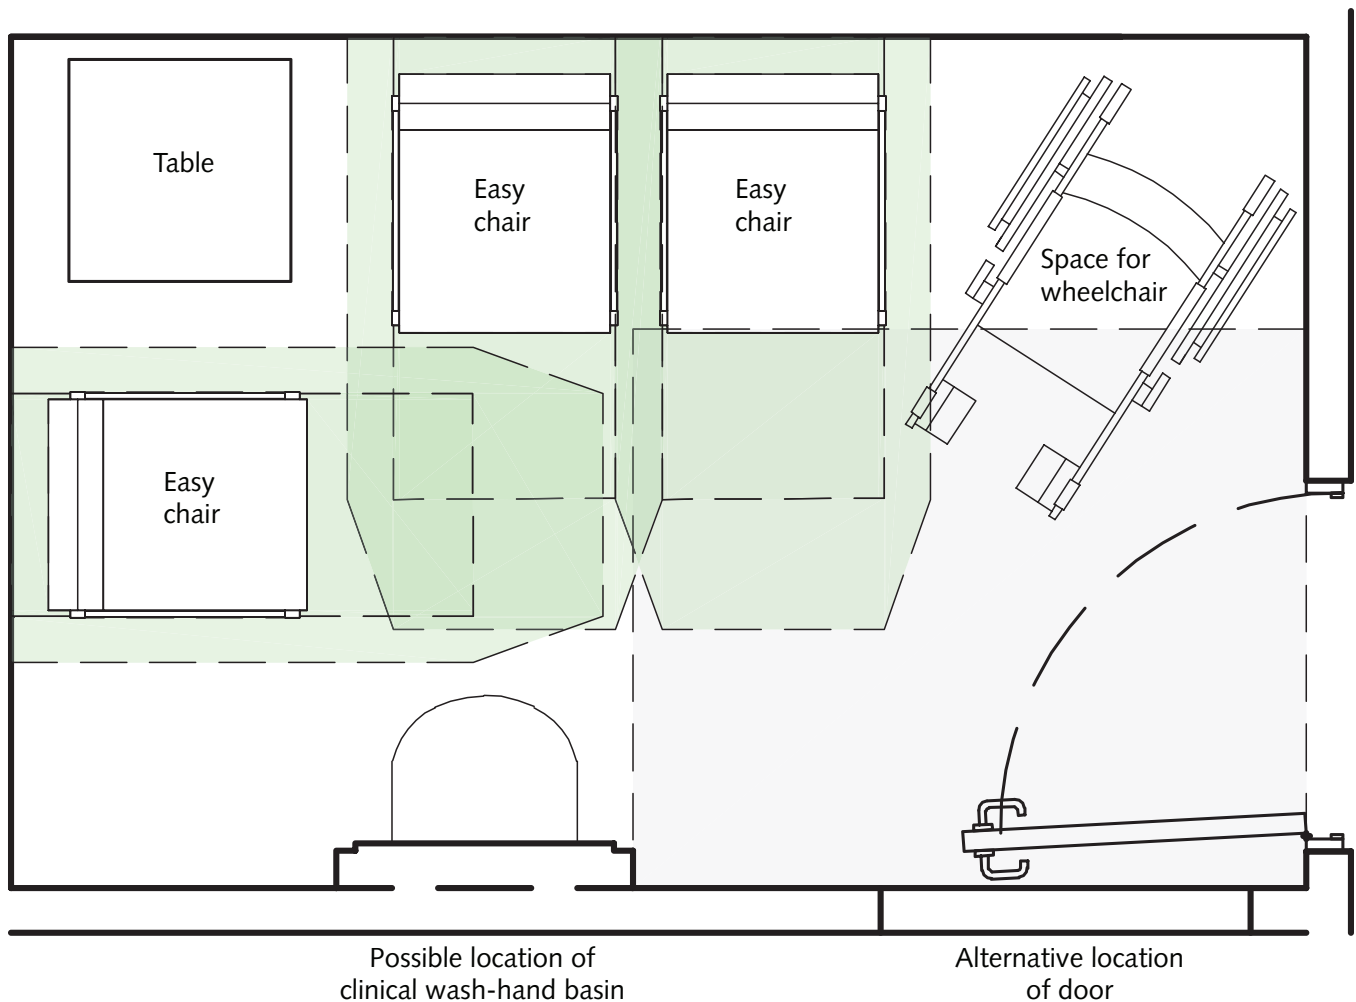 Table
Easy
chair
Easy
chair
Space for
wheelchair
Easy
chair
Possible location of
clinical wash-hand basin
Alternative location
of door